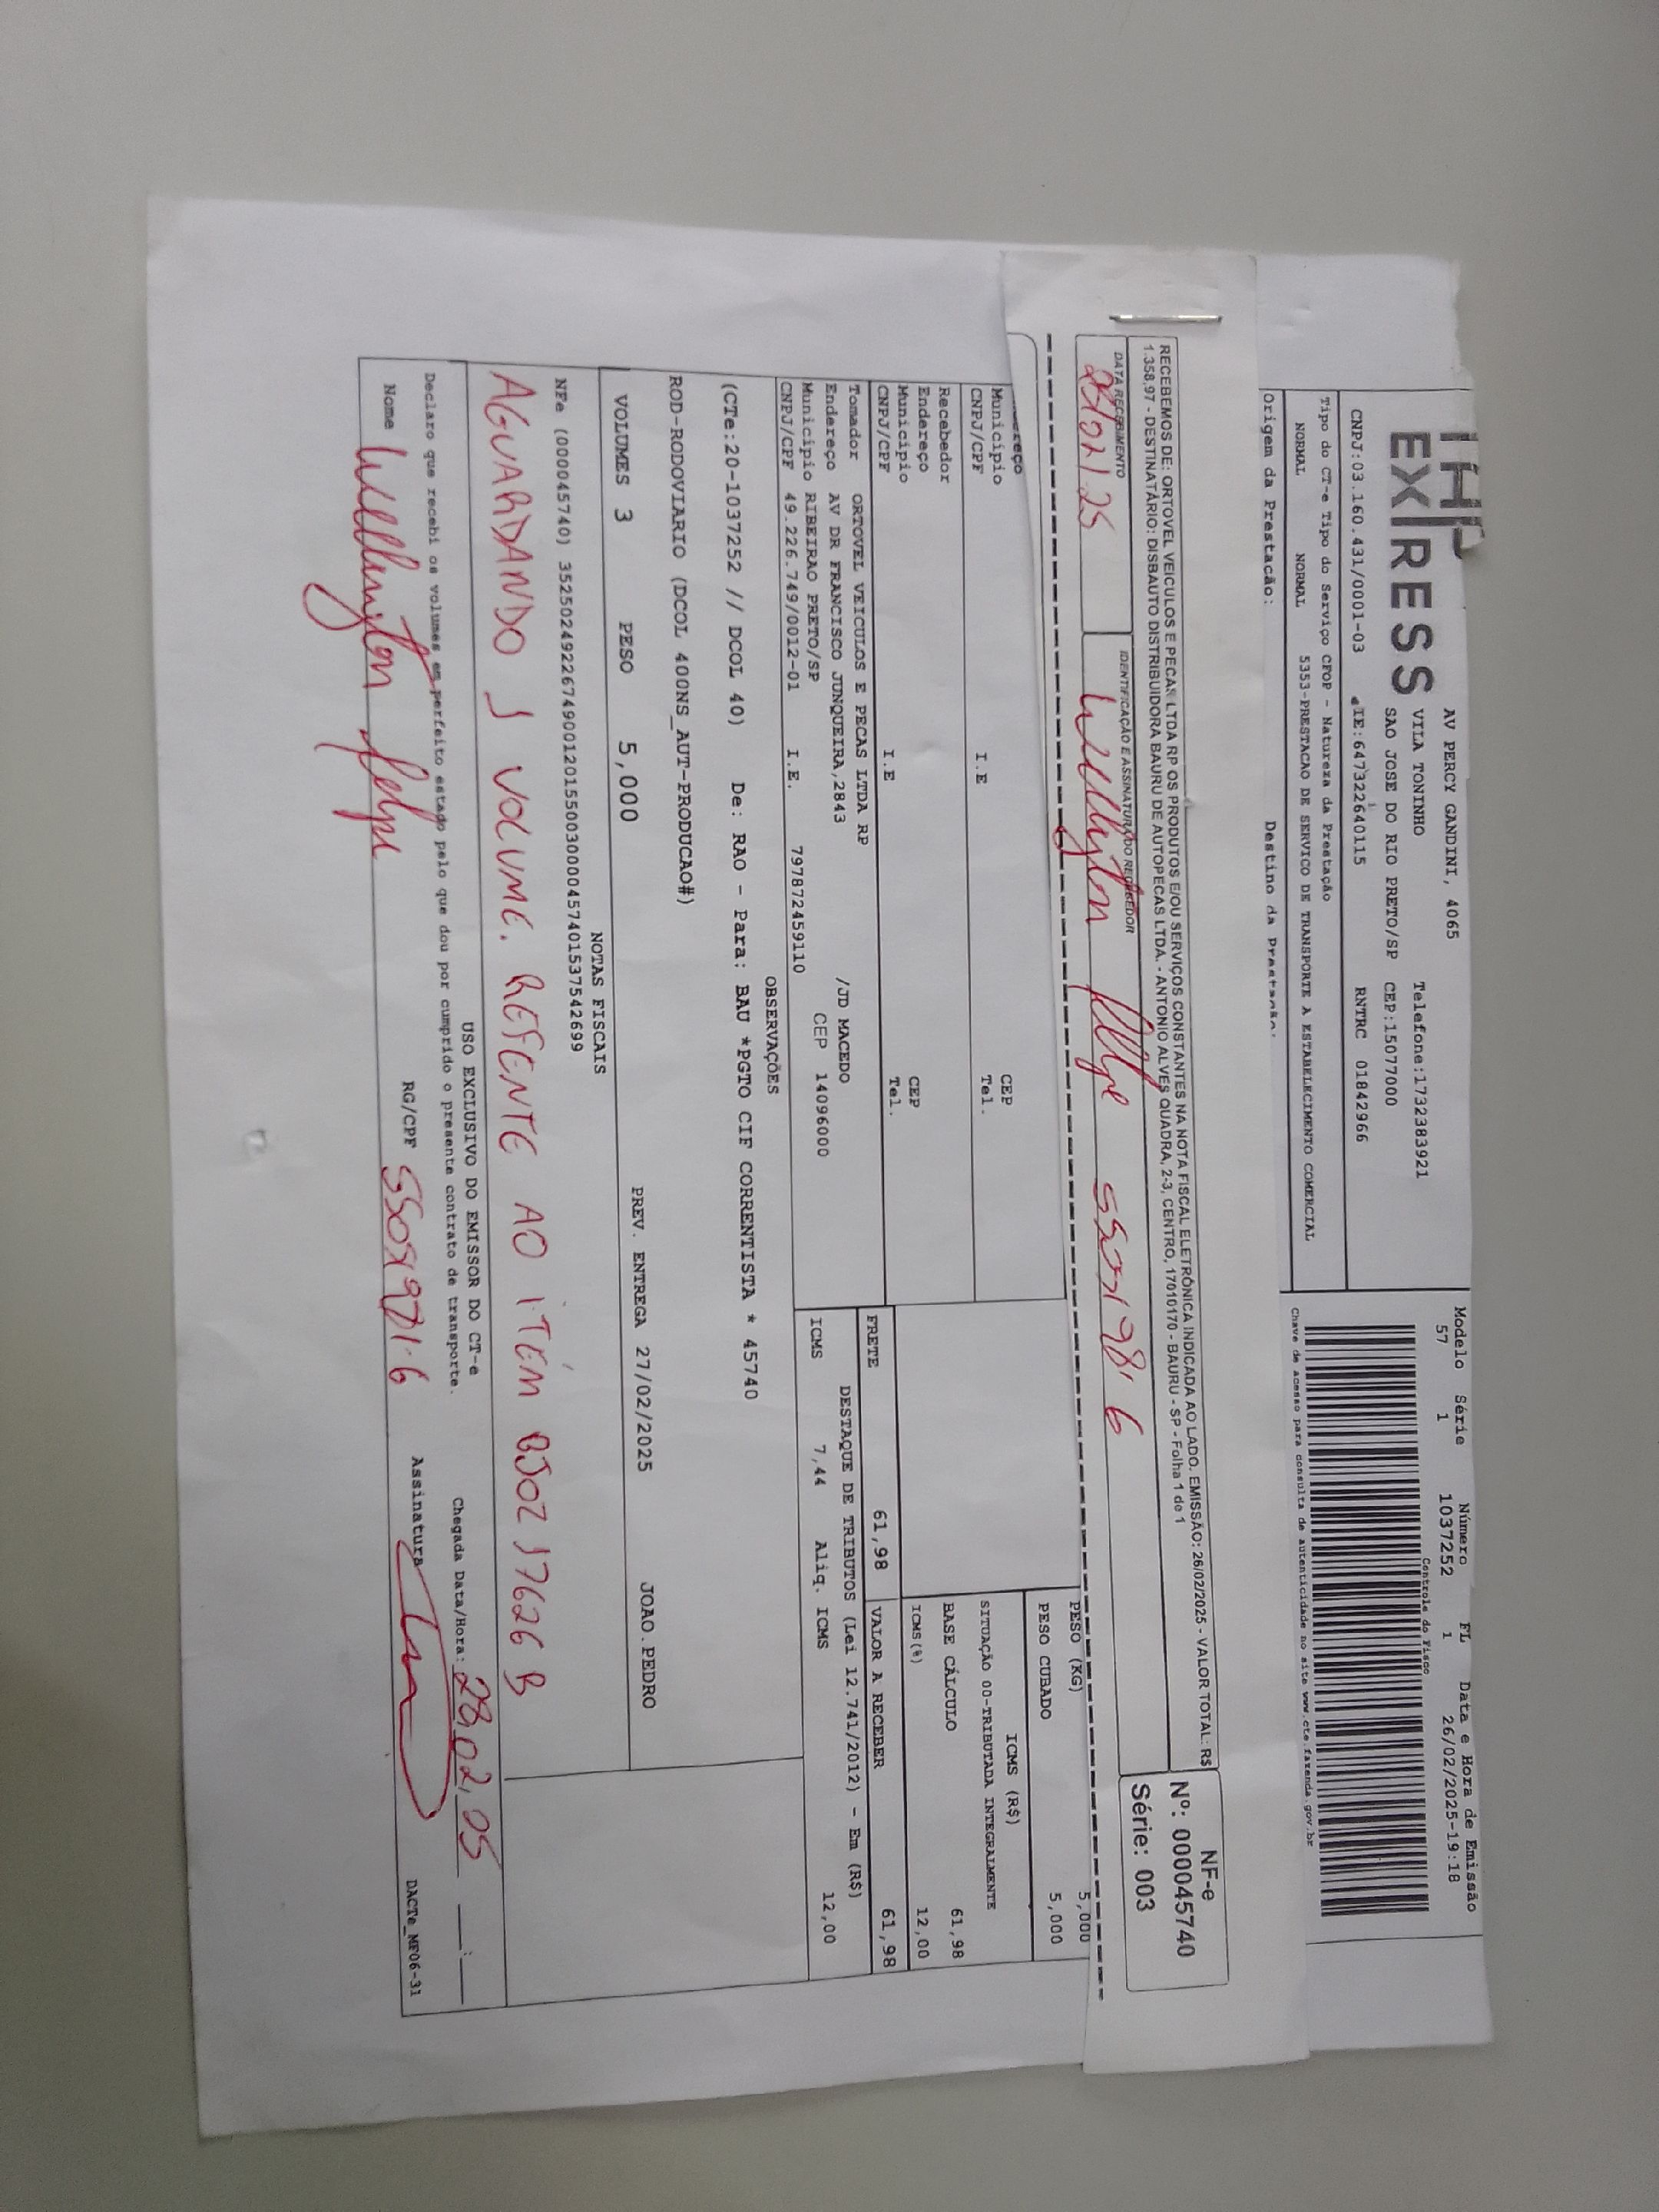 THP
EXPRESS
AV PERCY GANDINI, 4065
VILA TONINHO
SAO JOSE DO RIO PRETO/SP
Telefone:1732383921
CEP:15077000
CNPJ:03.160.431/0001-03 IE:647322640115 RNTRC 01842966
Modelo Série Número FL Data e Hora de Emissão
57 1 1037252 1 26/02/2025-19:18
Controle do Fisco
Chave de acesso para consulta de autenticidade no site www.cte.fazenda.gov.br
Tipo do CT-e Tipo do Serviço CFOP - Natureza da Prestação
NORMAL NORMAL 5353-PRESTACAO DE SERVICO DE TRANSPORTE A ESTABELECIMENTO COMERCIAL
Origem da Prestação: Destino da Prestação:
RECEBEMOS DE: ORTOVEL VEICULOS E PECAS LTDA RP OS PRODUTOS E/OU SERVIÇOS CONSTANTES NA NOTA FISCAL ELETRÔNICA INDICADA AO LADO. EMISSÃO: 26/02/2025 - VALOR TOTAL: R$
1.358,97 - DESTINATÁRIO: DISBAUTO DISTRIBUIDORA BAURU DE AUTOPECAS LTDA. - ANTONIO ALVES QUADRA, 2-3, CENTRO, 17010170 - BAURU - SP - Folha 1 de 1
NF-e
Nº: 000045740
Série: 003
DATA RECEBIMENTO
IDENTIFICAÇÃO E ASSINATURA DO RECEBEDOR
Wellington Felipe
PESO (KG) 5,000
PESO CUBADO 5,000
Município CEP
CNPJ/CPF I.E Tel.
Recebedor
Endereço
Município CEP
CNPJ/CPF I.E Tel.
ICMS (R$)
SITUAÇÃO 00-TRIBUTADA INTEGRALMENTE
BASE CÁLCULO 61,98
ICMS(%) 12,00
Tomador ORTOVEL VEICULOS E PECAS LTDA RP
Endereço AV DR FRANCISCO JUNQUEIRA,2843 /JD MACEDO
Município RIBEIRAO PRETO/SP CEP 14096000
CNPJ/CPF 49.226.749/0012-01 I.E. 797872459110
FRETE 61,98 VALOR A RECEBER 61,98
DESTAQUE DE TRIBUTOS (Lei 12.741/2012) - Em (R$)
ICMS 7,44 Aliq. ICMS 12,00
OBSERVAÇÕES
(CTe:20-1037252 // DCOL 40) De: RAO - Para: BAU *PGTO CIF CORRENTISTA * 45740
ROD-RODOVIARIO (DCOL 400NS_AUT-PRODUCAO#)
VOLUMES 3 PESO 5,000 PREV. ENTREGA 27/02/2025 JOAO.PEDRO
NOTAS FISCAIS
NFe (000045740) 35250249226749001201550030000457401537542699
AGUARDANDO 1 VOLUME. REFENTE AO ITEM
USO EXCLUSIVO DO EMISSOR DO CT-e
Declaro que recebi os volumes em perfeito estado pelo que dou por cumprido o presente contrato de transporte.
Chegada Data/Hora:
Nome Wellington Felipe RG/CPF Assinatura
DACTe_MF06-31